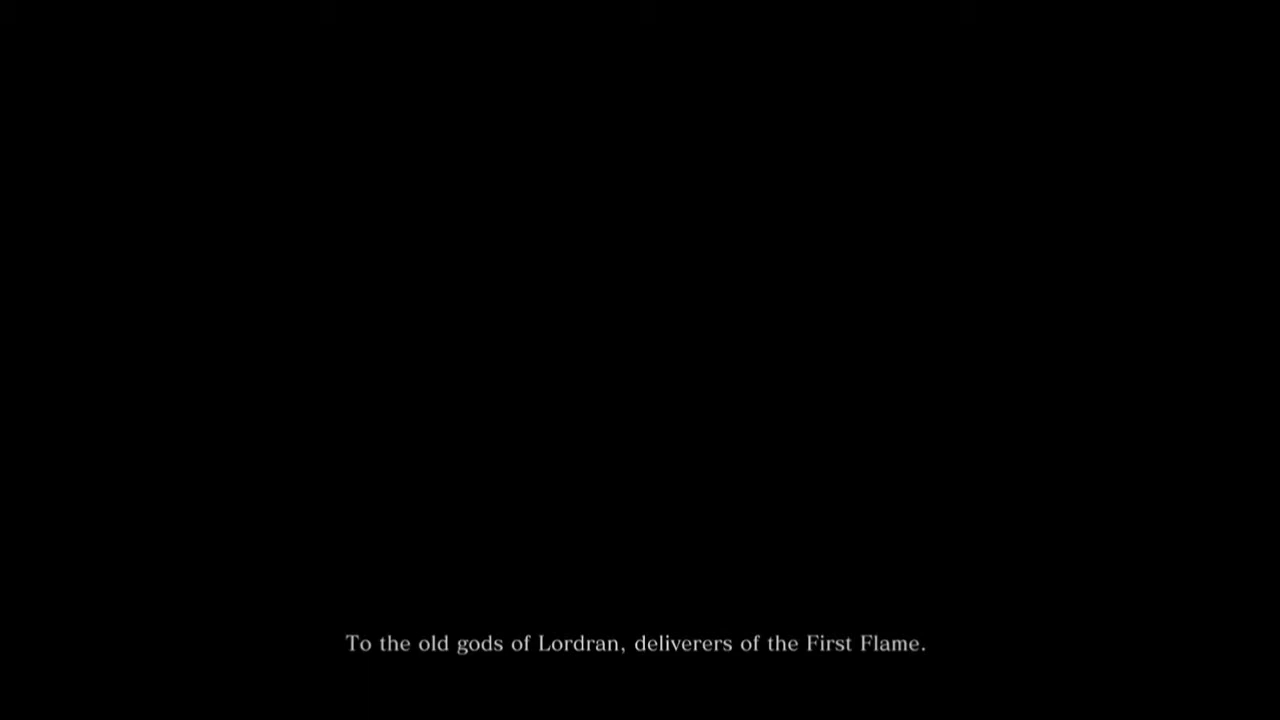 To the old gods of Lordran, deliverers of the First Flame.